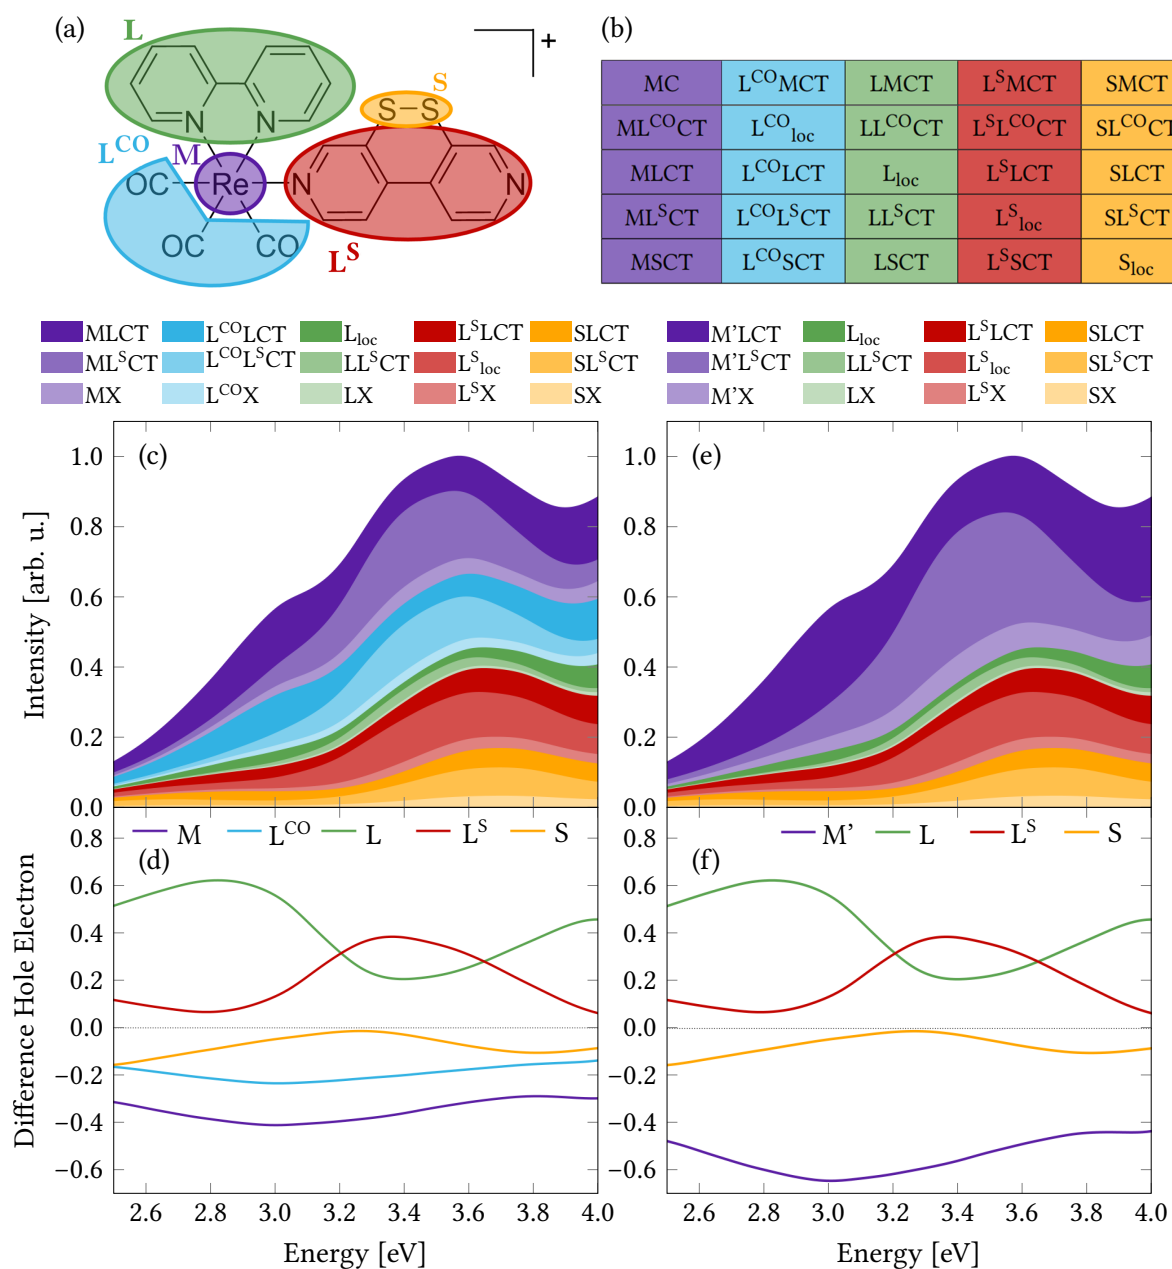 (a)
L
+
S
S–S
N
N
L^CO
M
OC
Re
N
N
OC
CO
L^S
(b)
MC L^COMCT LMCT L^SMCT SMCT
ML^COCT L^CO_loc LL^COCT L^SL^COCT SL^COCT
MLCT L^COLCT L_loc L^SLCT SLCT
ML^SCT L^COL^SCT LL^SCT L^S_loc SL^SCT
MSCT L^COSCT LSCT L^SSCT S_loc
MLCT L^COLCT L_loc L^SLCT SLCT
ML^SCT L^COL^SCT LL^SCT L^S_loc SL^SCT
MX L^COX LX L^SX SX
M'LCT L_loc L^SLCT SLCT
M'L^SCT LL^SCT L^S_loc SL^SCT
M'X LX L^SX SX
(c)
Intensity [arb. u.]
1.0
0.8
0.6
0.4
0.2
0.0
(e)
1.0
0.8
0.6
0.4
0.2
0.0
M L^CO L L^S S
(d)
Difference Hole Electron
0.8
0.6
0.4
0.2
0.0
−0.2
−0.4
−0.6
2.6 2.8 3.0 3.2 3.4 3.6 3.8 4.0
Energy [eV]
M' L L^S S
(f)
0.8
0.6
0.4
0.2
0.0
−0.2
−0.4
−0.6
2.6 2.8 3.0 3.2 3.4 3.6 3.8 4.0
Energy [eV]